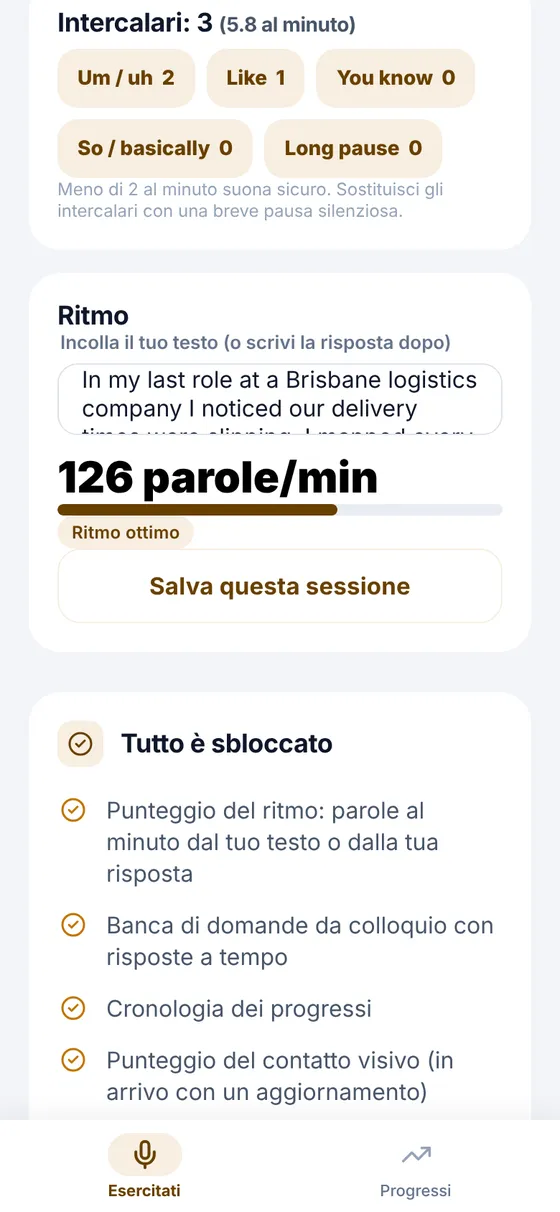 Intercalari: 3 (5.8 al minuto)
Um / uh 2
Like 1
You know 0
So / basically 0
Long pause 0
Meno di 2 al minuto suona sicuro. Sostituisci gli
intercalari con una breve pausa silenziosa.
Ritmo
Incolla il tuo testo (o scrivi la risposta dopo)
In my last role at a Brisbane logistics
company I noticed our delivery
times were slipping. I mapped every
126 parole/min
Ritmo ottimo
Salva questa sessione
Tutto è sbloccato
Punteggio del ritmo: parole al
minuto dal tuo testo o dalla tua
risposta
Banca di domande da colloquio con
risposte a tempo
Cronologia dei progressi
Punteggio del contatto visivo (in
arrivo con un aggiornamento)
Esercitati
Progressi